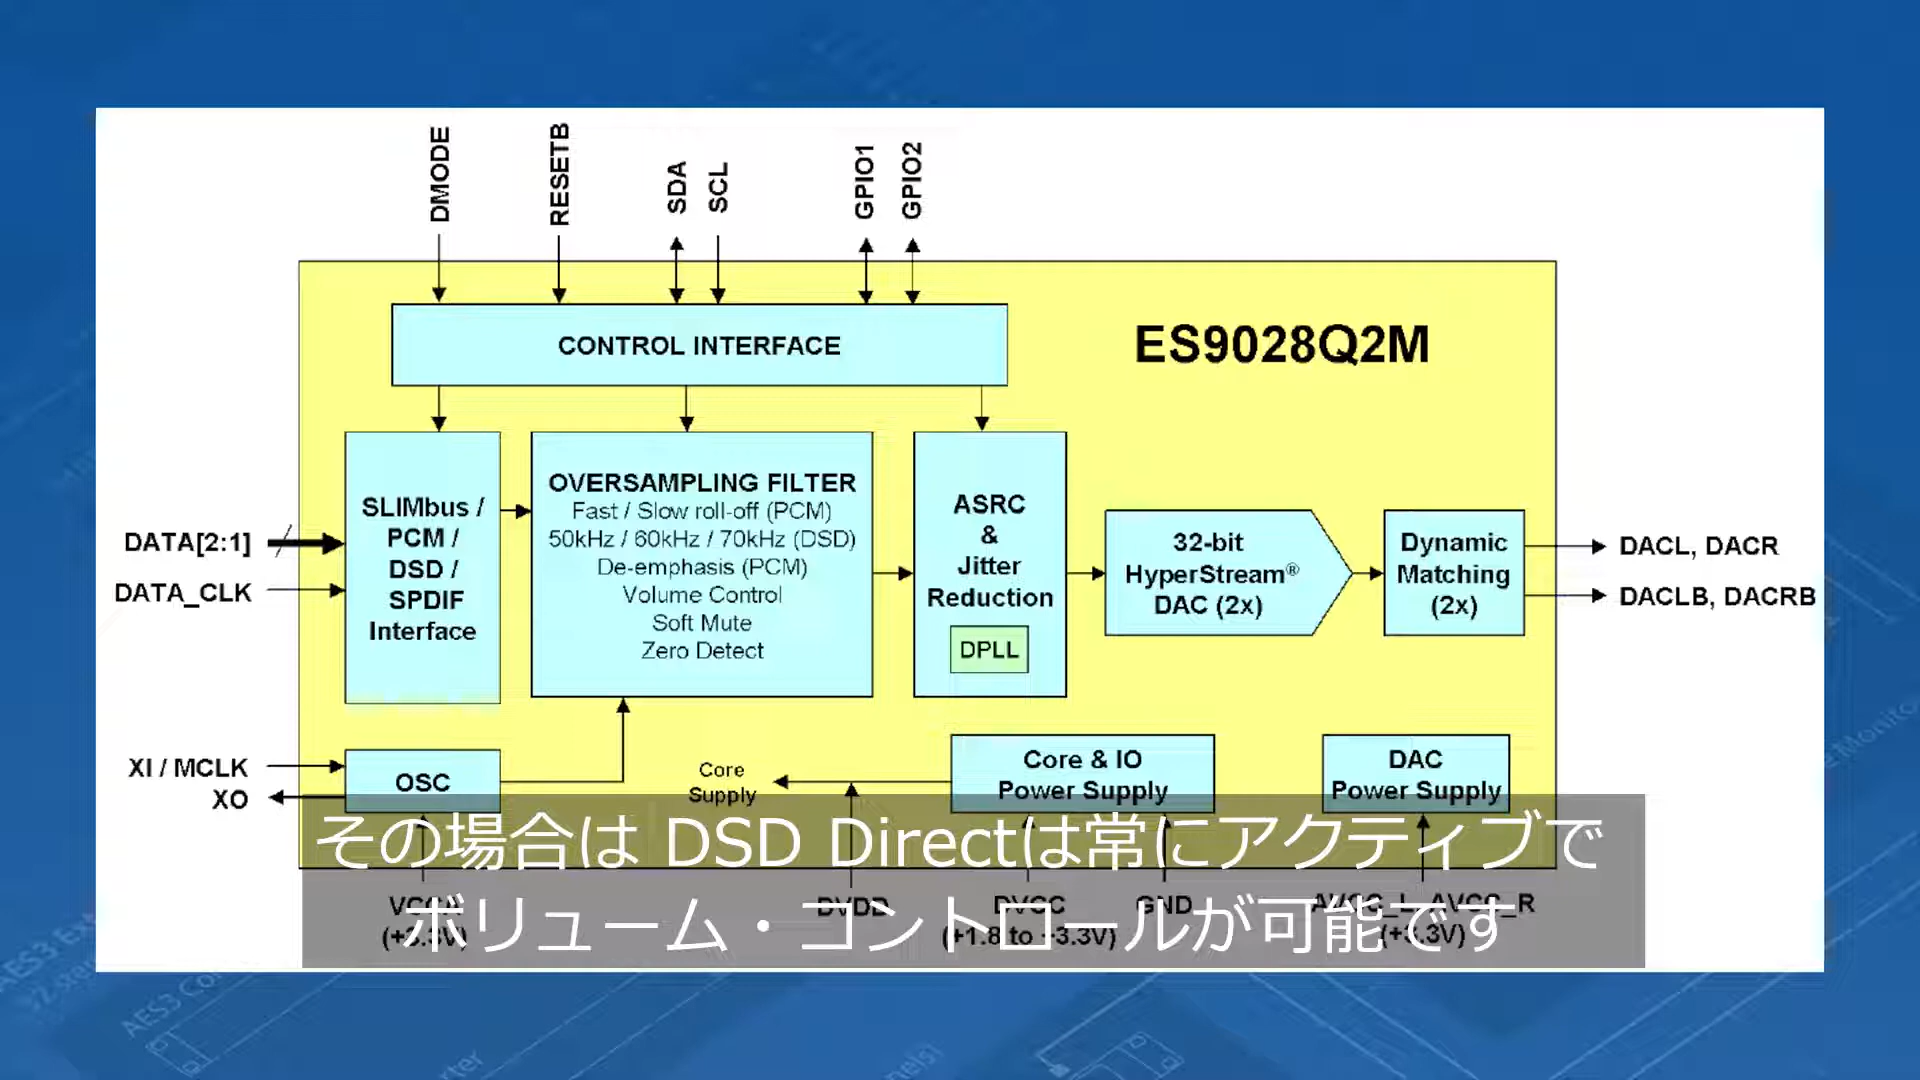 DMODE
RESETB
SDA
SCL
GPIO1
GPIO2
CONTROL INTERFACE
ES9028Q2M
SLIMbus /
PCM /
DSD /
SPDIF
Interface
OVERSAMPLING FILTER
Fast / Slow roll-off (PCM)
50kHz / 60kHz / 70kHz (DSD)
De-emphasis (PCM)
Volume Control
Soft Mute
Zero Detect
ASRC
&
Jitter
Reduction
DPLL
32-bit
HyperStream®
DAC (2x)
Dynamic
Matching
(2x)
DATA[2:1]
DATA_CLK
DACL, DACR
DACLB, DACRB
XI / MCLK
XO
OSC
Core
Supply
Core & IO
Power Supply
DAC
Power Supply
その場合は DSD Directは常にアクティブで
ボリューム・コントロールが可能です
DVDD
DVCC
GND
AES3 Co